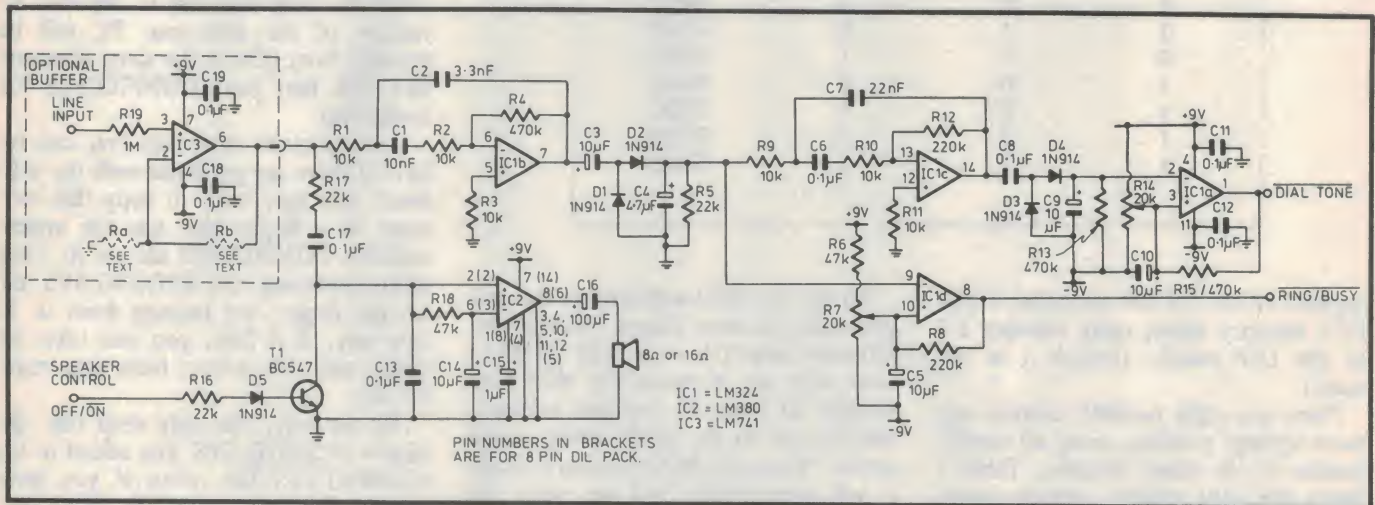 OPTIONAL
BUFFER
LINE
INPUT
R19
1M
+9V
C19
0·1µF
3
7
2
4
6
IC3
C18
0·1µF
-9V
Ra
SEE
TEXT
Rb
SEE
TEXT
R17
22k
C17
0·1µF
R1
10k
C2
3·3nF
C1
10nF
R2
10k
R4
470k
6
5
7
IC1b
R3
10k
C3
10µF
D2
1N914
D1
1N914
C4
4·7µF
R5
22k
R9
10k
C7
22nF
C6
0·1µF
R10
10k
R12
220k
13
12
14
IC1c
R11
10k
C8
0·1µF
D4
1N914
D3
1N914
C9
10
µF
R13
470k
-9V
R14
20k
+9V
C11
0·1µF
2
4
3
11
1
IC1a
C12
0·1µF
-9V
C10
10µF
R15/470k
DIAL TONE
+9V
R6
47k
R7
20k
9
10
8
IC1d
R8
220k
C5
10µF
-9V
RING/BUSY
SPEAKER
CONTROL
OFF/ON
R16
22k
D5
1N914
T1
BC547
C13
0·1µF
R18
47k
C14
10µF
C15
1µF
+9V
2(2)
6(3)
1(8)
7 (14)
7
(4)
8(6)
3,4,
5,10,
11,12
(5)
IC2
C16
100µF
8Ω or 16Ω
IC1 = LM324
IC2 = LM380
IC3 = LM741
PIN NUMBERS IN BRACKETS
ARE FOR 8 PIN DIL PACK.